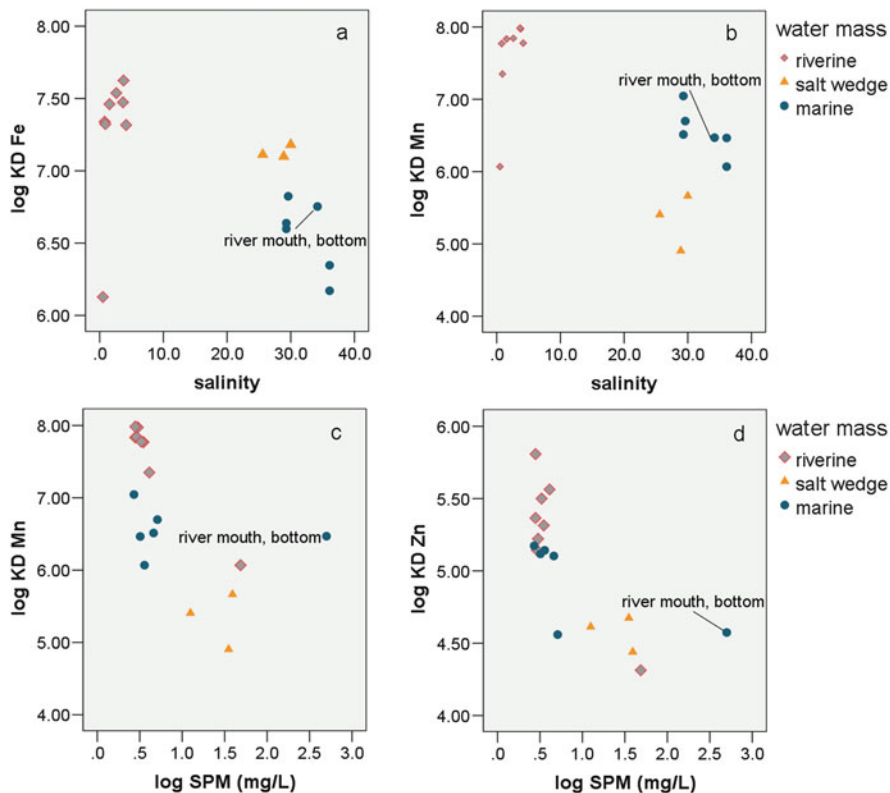 a
8.00
7.50
7.00
6.50
6.00
log KD Fe
river mouth, bottom
.0 10.0 20.0 30.0 40.0
salinity
b
8.00
7.00
6.00
5.00
4.00
log KD Mn
river mouth, bottom
.0 10.0 20.0 30.0 40.0
salinity
water mass
riverine
salt wedge
marine
c
8.00
7.00
6.00
5.00
4.00
log KD Mn
river mouth, bottom
.0 .5 1.0 1.5 2.0 2.5 3.0
log SPM (mg/L)
d
6.00
5.50
5.00
4.50
4.00
log KD Zn
river mouth, bottom
.0 .5 1.0 1.5 2.0 2.5 3.0
log SPM (mg/L)
water mass
riverine
salt wedge
marine